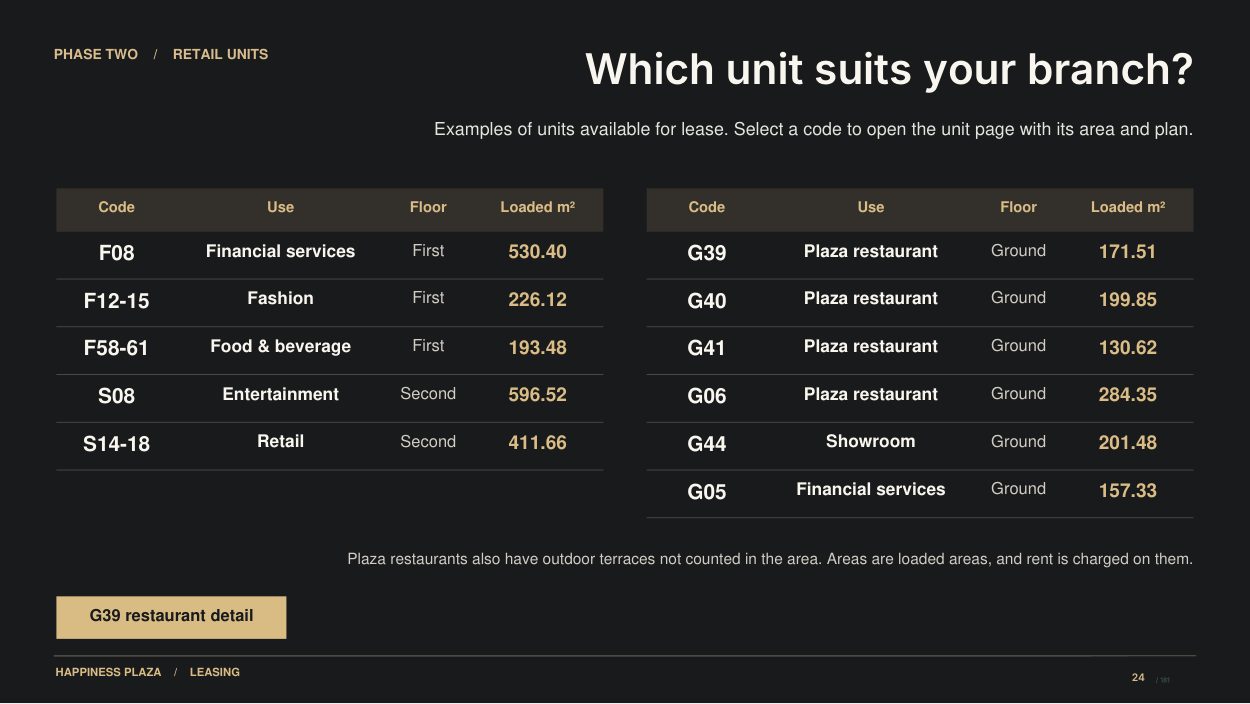 PHASE TWO / RETAIL UNITS
Which unit suits your branch?
Examples of units available for lease. Select a code to open the unit page with its area and plan.
Code Use Floor Loaded m²
F08 Financial services First 530.40
F12-15 Fashion First 226.12
F58-61 Food & beverage First 193.48
S08 Entertainment Second 596.52
S14-18 Retail Second 411.66
Code Use Floor Loaded m²
G39 Plaza restaurant Ground 171.51
G40 Plaza restaurant Ground 199.85
G41 Plaza restaurant Ground 130.62
G06 Plaza restaurant Ground 284.35
G44 Showroom Ground 201.48
G05 Financial services Ground 157.33
Plaza restaurants also have outdoor terraces not counted in the area. Areas are loaded areas, and rent is charged on them.
G39 restaurant detail
HAPPINESS PLAZA / LEASING
24